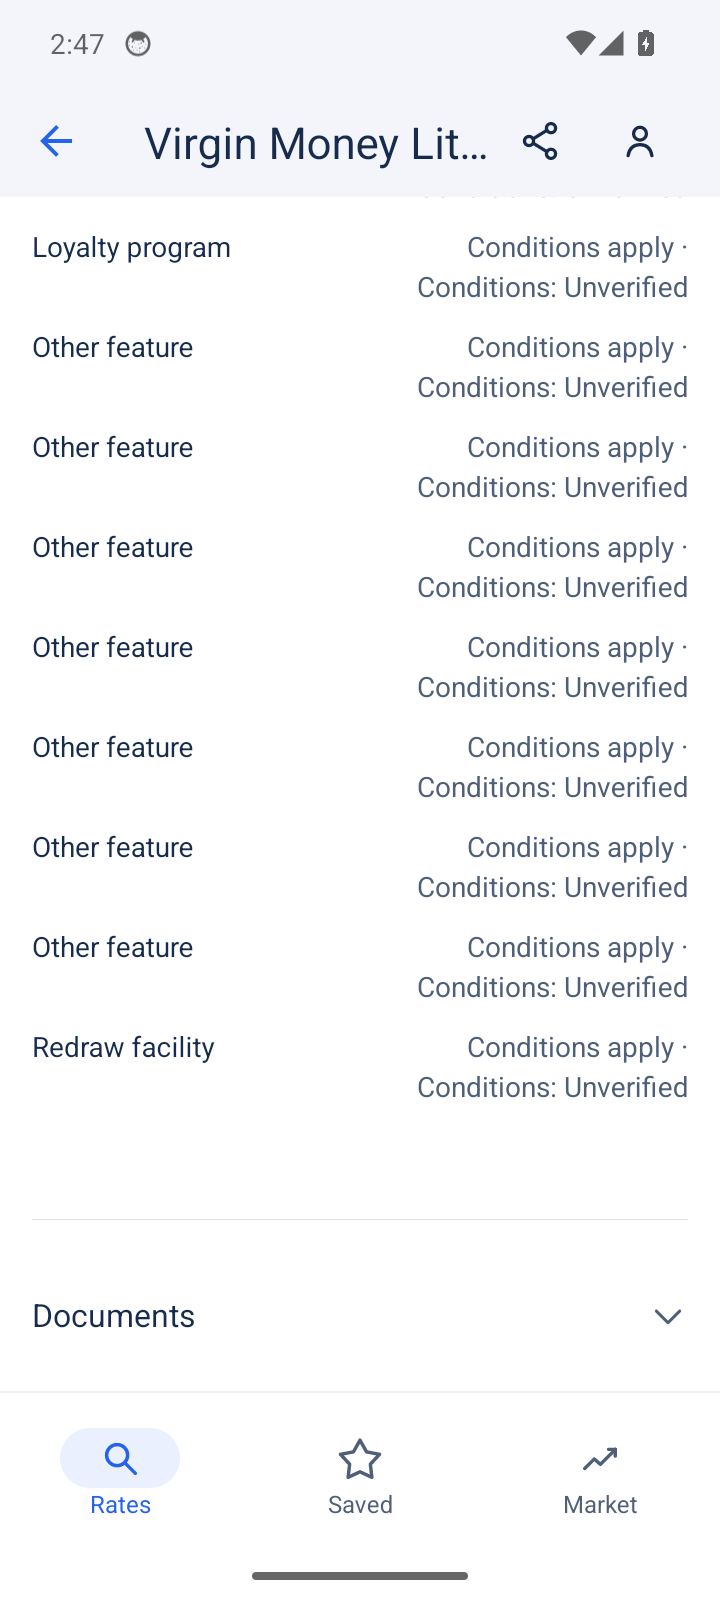 2:47
Virgin Money Lit...
Loyalty program
Conditions apply ·
Conditions: Unverified
Other feature
Conditions apply ·
Conditions: Unverified
Other feature
Conditions apply ·
Conditions: Unverified
Other feature
Conditions apply ·
Conditions: Unverified
Other feature
Conditions apply ·
Conditions: Unverified
Other feature
Conditions apply ·
Conditions: Unverified
Other feature
Conditions apply ·
Conditions: Unverified
Other feature
Conditions apply ·
Conditions: Unverified
Redraw facility
Conditions apply ·
Conditions: Unverified
Documents
Rates
Saved
Market